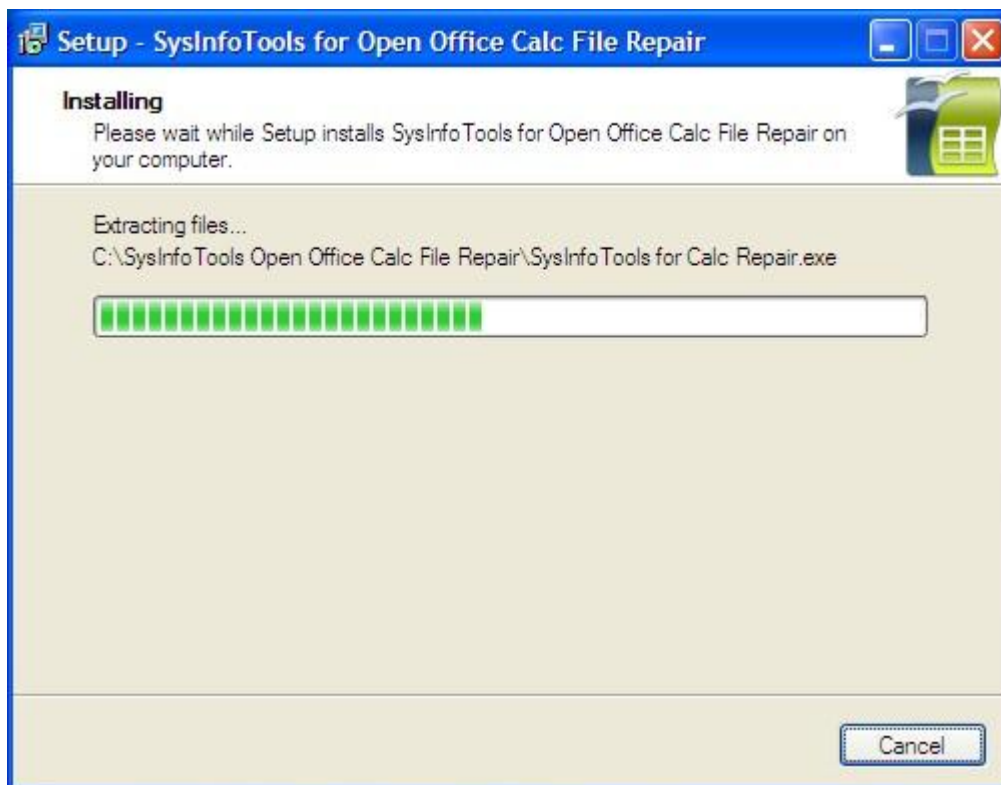 Setup - SysInfoTools for Open Office Calc File Repair
Installing
Please wait while Setup installs SysInfoTools for Open Office Calc File Repair on
your computer.
Extracting files...
C:\SysInfoTools Open Office Calc File Repair\SysInfoTools for Calc Repair.exe
Cancel